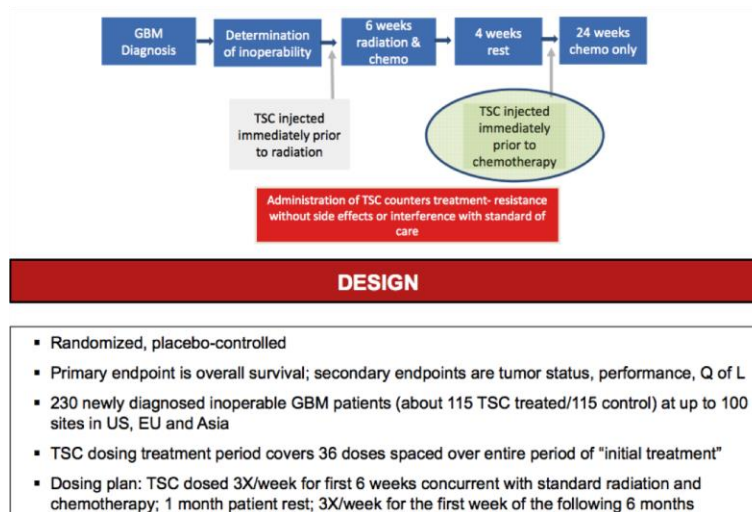 GBM
Diagnosis
Determination
of inoperability
6 weeks
radiation &
chemo
4 weeks
rest
24 weeks
chemo only
TSC injected
immediately prior
to radiation
TSC injected
immediately
prior to
chemotherapy
Administration of TSC counters treatment- resistance
without side effects or interference with standard of
care
DESIGN
▪ Randomized, placebo-controlled
▪ Primary endpoint is overall survival; secondary endpoints are tumor status, performance, Q of L
▪ 230 newly diagnosed inoperable GBM patients (about 115 TSC treated/115 control) at up to 100
sites in US, EU and Asia
▪ TSC dosing treatment period covers 36 doses spaced over entire period of “initial treatment”
▪ Dosing plan: TSC dosed 3X/week for first 6 weeks concurrent with standard radiation and
chemotherapy; 1 month patient rest; 3X/week for the first week of the following 6 months